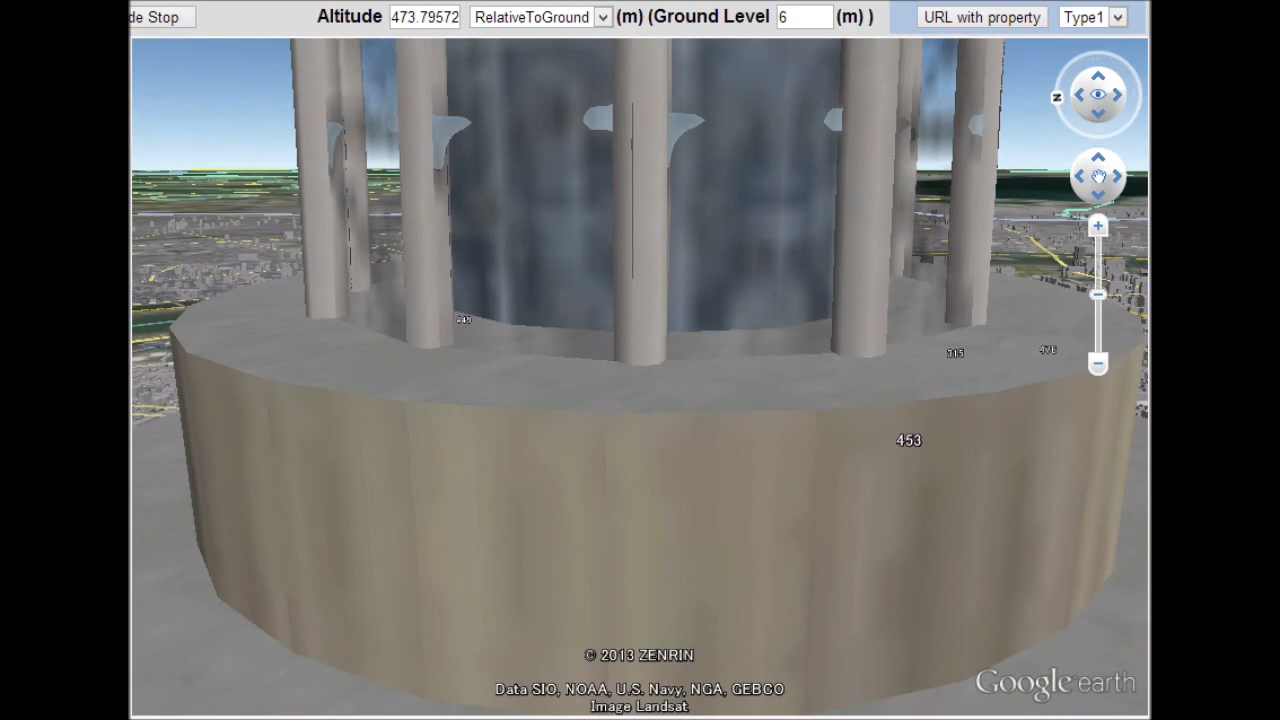 de Stop
Altitude 473.79572 RelativeToGround (m) (Ground Level 6 (m) )
URL with property Type1
N
449
315
476
453
© 2013 ZENRIN
Data SIO, NOAA, U.S. Navy, NGA, GEBCO
Image Landsat
Google earth